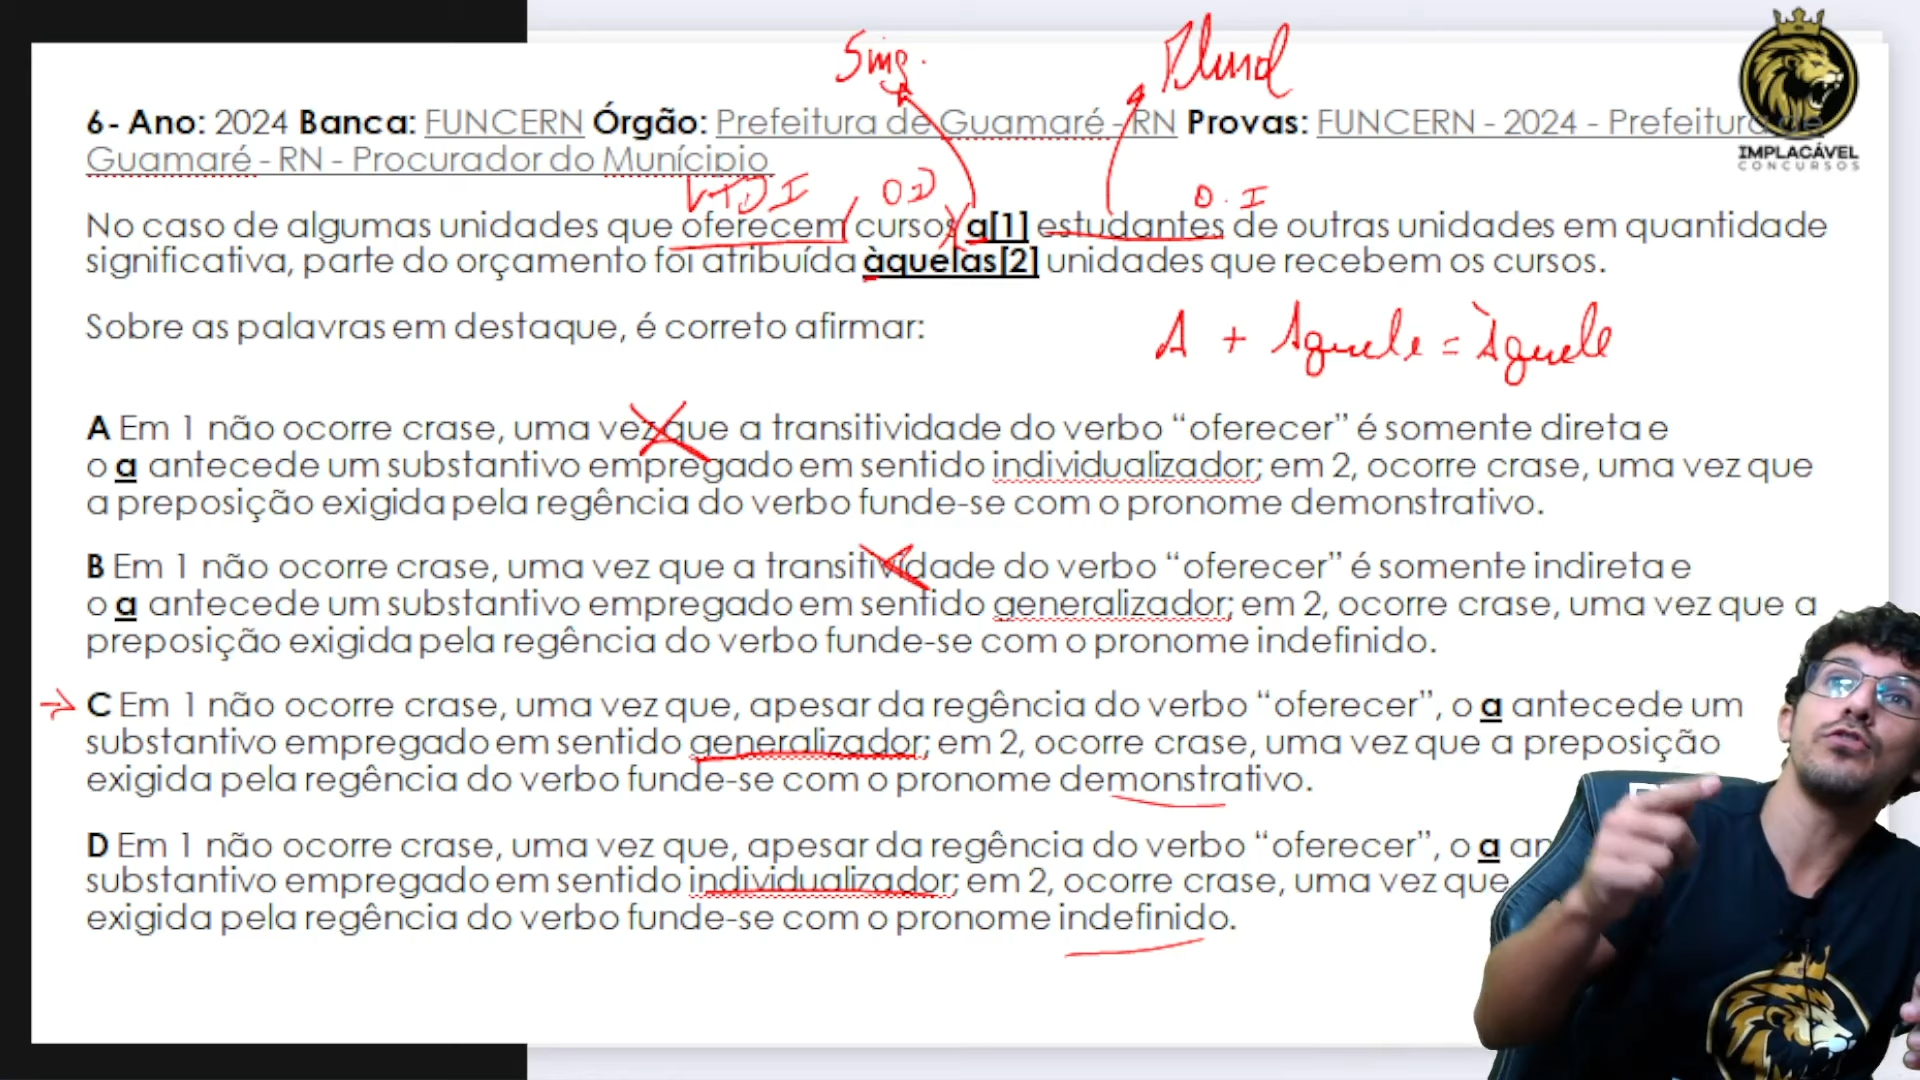 Sing.
Plural
6- Ano: 2024 Banca: FUNCERN Órgão: Prefeitura de Guamaré - RN Provas: FUNCERN - 2024 - Prefeitura de
Guamaré - RN - Procurador do Munícipio
IMPLACÁVEL
CONCURSOS
VTDI OD O.I
No caso de algumas unidades que oferecem cursos a[1] estudantes de outras unidades em quantidade
significativa, parte do orçamento foi atribuída àquelas[2] unidades que recebem os cursos.
Sobre as palavras em destaque, é correto afirmar:
A + Aquele = Àquele
A Em 1 não ocorre crase, uma vez que a transitividade do verbo “oferecer” é somente direta e
o a antecede um substantivo empregado em sentido individualizador; em 2, ocorre crase, uma vez que
a preposição exigida pela regência do verbo funde-se com o pronome demonstrativo.
B Em 1 não ocorre crase, uma vez que a transitividade do verbo “oferecer” é somente indireta e
o a antecede um substantivo empregado em sentido generalizador; em 2, ocorre crase, uma vez que a
preposição exigida pela regência do verbo funde-se com o pronome indefinido.
C Em 1 não ocorre crase, uma vez que, apesar da regência do verbo “oferecer”, o a antecede um
substantivo empregado em sentido generalizador; em 2, ocorre crase, uma vez que a preposição
exigida pela regência do verbo funde-se com o pronome demonstrativo.
D Em 1 não ocorre crase, uma vez que, apesar da regência do verbo “oferecer”, o a an
substantivo empregado em sentido individualizador; em 2, ocorre crase, uma vez que
exigida pela regência do verbo funde-se com o pronome indefinido.